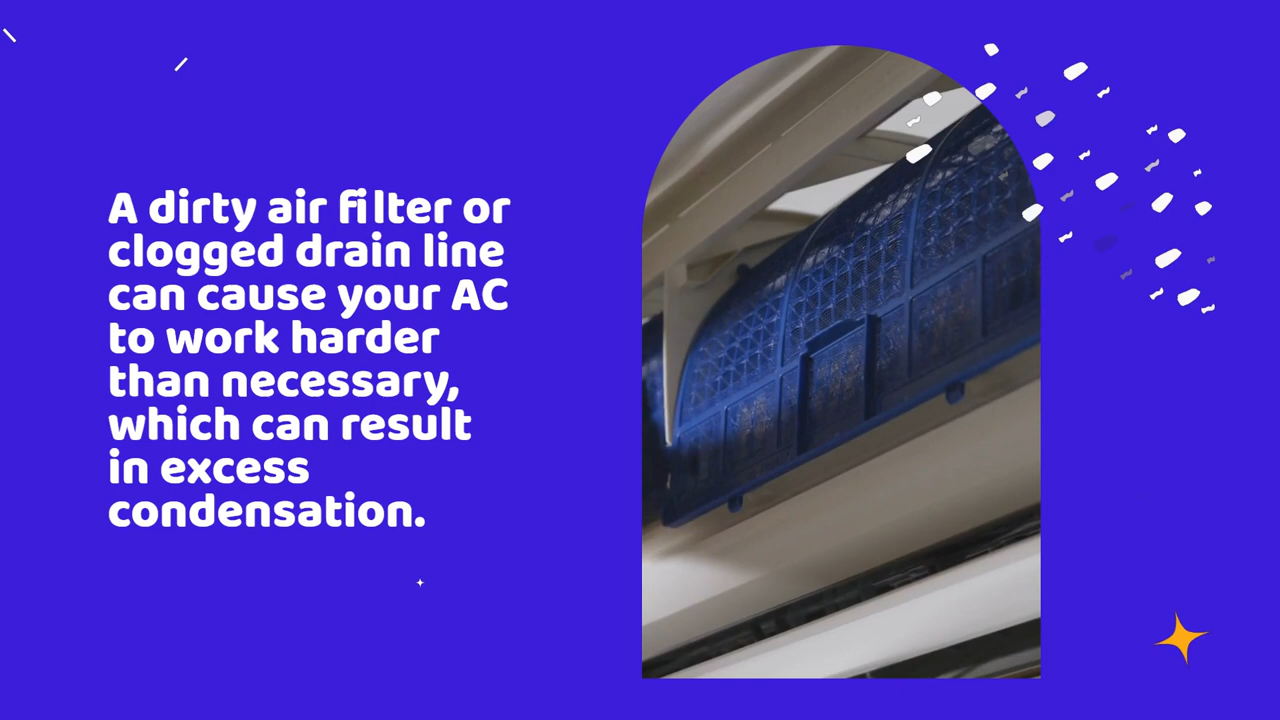 A dirty air filter or
clogged drain line
can cause your AC
to work harder
than necessary,
which can result
in excess
condensation.